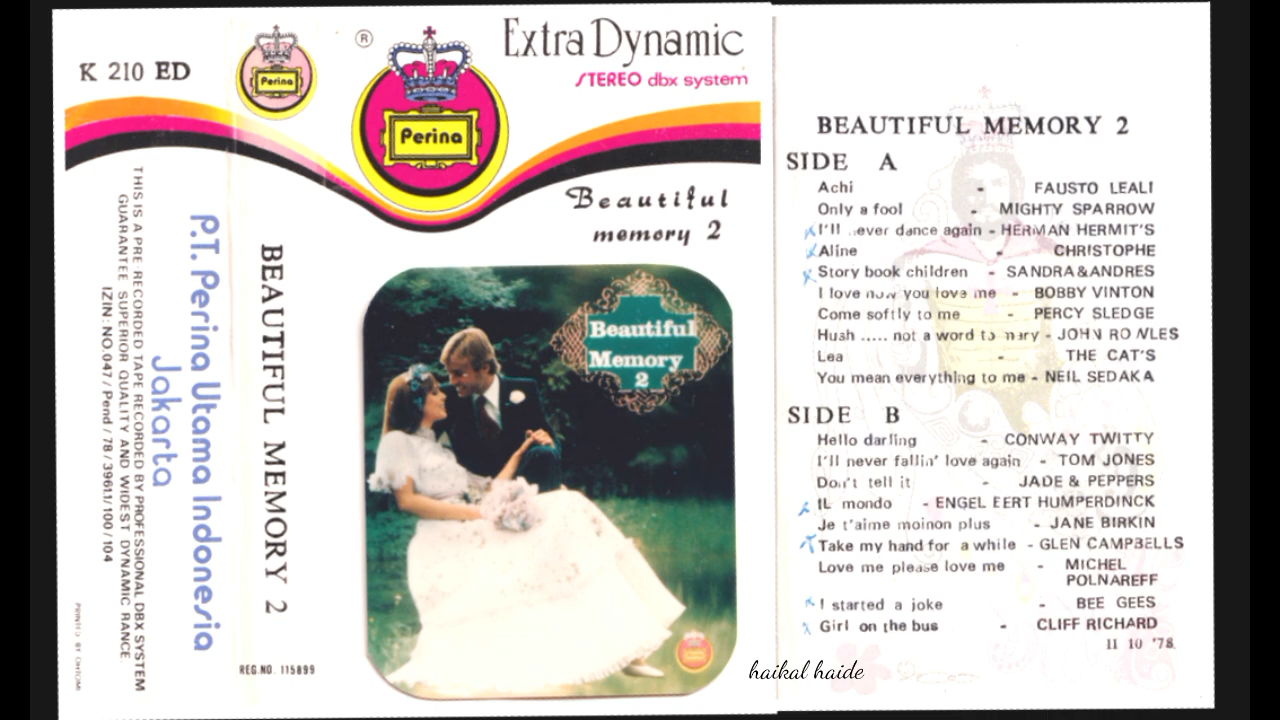 K 210 ED
Perina
®
Perina
Extra Dynamic
STEREO dbx system
Beautiful
memory 2
Beautiful
Memory
2
P.T. Perina Utama Indonesia
Jakarta
THIS IS A PRE RECORDED TAPE RECORDED BY PROFESSIONAL DBX SYSTEM
GUARANTEE SUPERIOR QUALITY AND WIDEST DYNAMIC RANGE.
IZIN : NO.047 / Pend / 78 / 3961.1/100 / 104
PRINTED BY
BEAUTIFUL MEMORY 2
REG.NO. 115899
haikal haide
BEAUTIFUL MEMORY 2
SIDE A
Achi - FAUSTO LEALI
Only a fool - MIGHTY SPARROW
I'll never dance again - HERMAN HERMIT'S
Aline - CHRISTOPHE
Story book children - SANDRA & ANDRES
I love now you love me - BOBBY VINTON
Come softly to me - PERCY SLEDGE
Hush ..... not a word to mary - JOHN ROWLES
Lea - THE CAT'S
You mean everything to me - NEIL SEDAKA
SIDE B
Hello darling - CONWAY TWITTY
I'll never fallin' love again - TOM JONES
Don't tell it - JADE & PEPPERS
IL mondo - ENGELBERT HUMPERDINCK
Je t'aime moinon plus - JANE BIRKIN
Take my hand for a while - GLEN CAMPBELLS
Love me please love me - MICHEL
POLNAREFF
I started a joke - BEE GEES
Girl on the bus - CLIFF RICHARD
11 10 '78